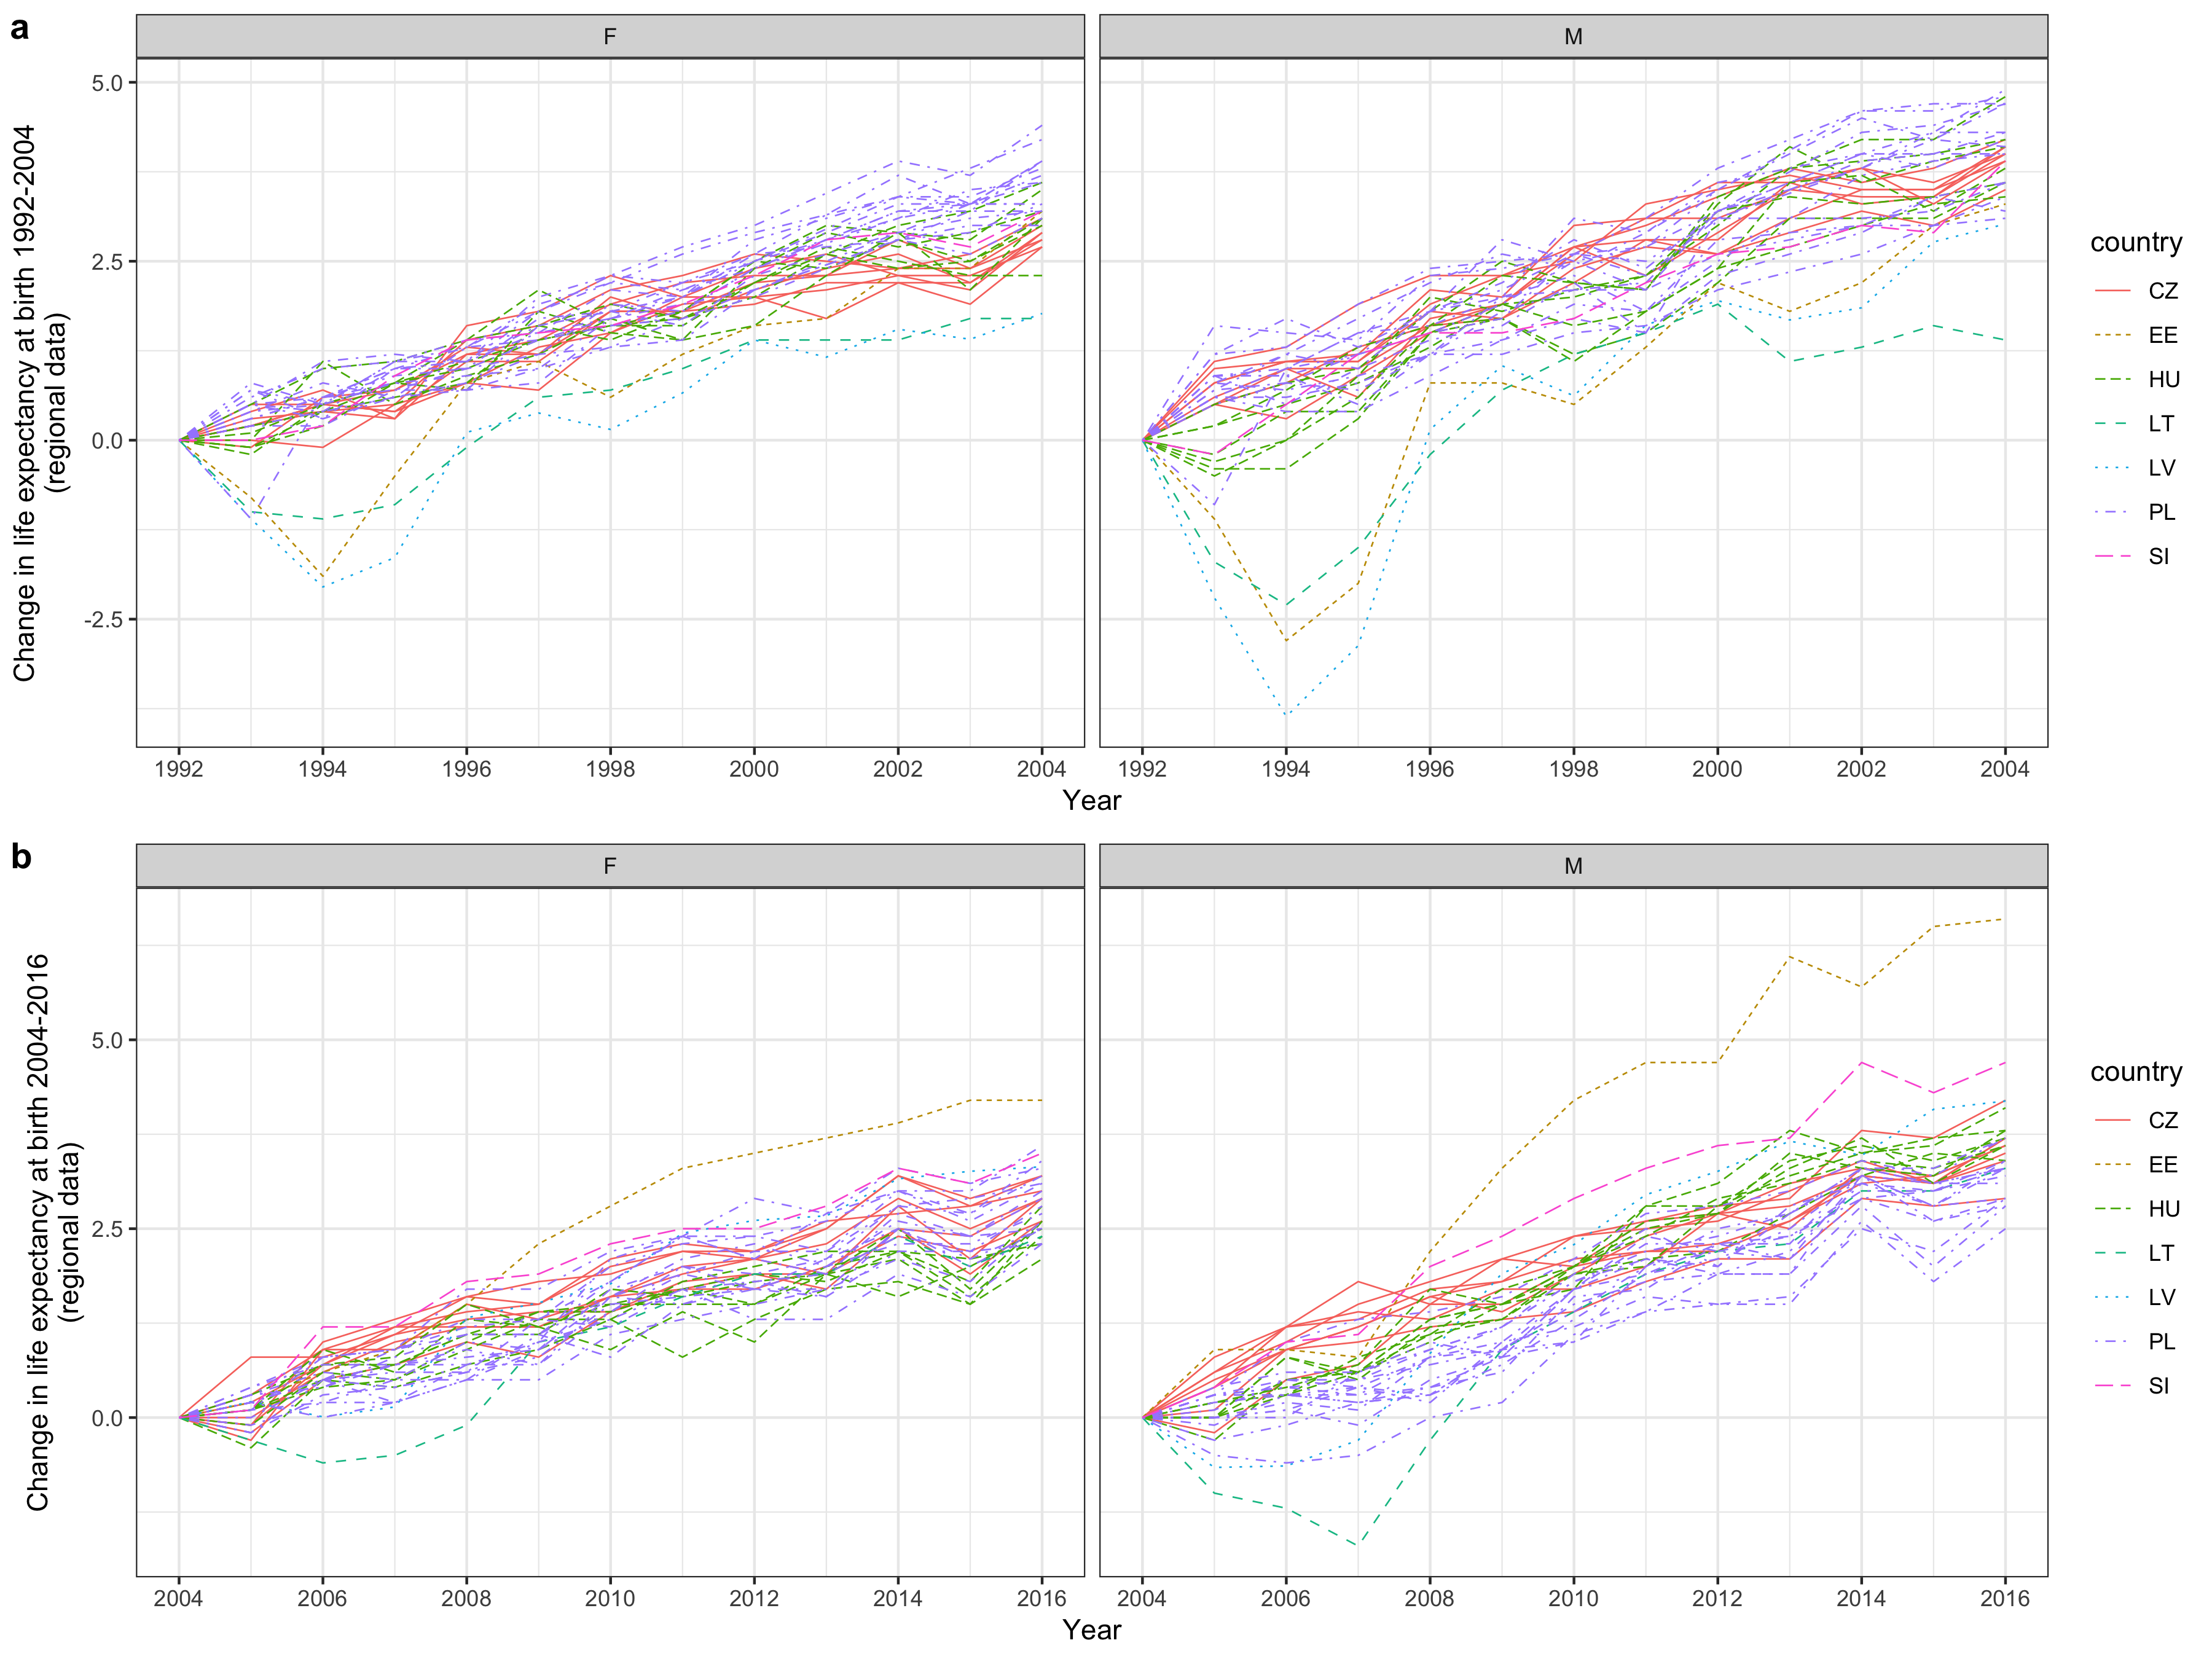 a
F
M
Change in life expectancy at birth 1992-2004
(regional data)
5.0
2.5
0.0
-2.5
1992 1994 1996 1998 2000 2002 2004
1992 1994 1996 1998 2000 2002 2004
Year
country
CZ
EE
HU
LT
LV
PL
SI
b
F
M
Change in life expectancy at birth 2004-2016
(regional data)
5.0
2.5
0.0
2004 2006 2008 2010 2012 2014 2016
2004 2006 2008 2010 2012 2014 2016
Year
country
CZ
EE
HU
LT
LV
PL
SI